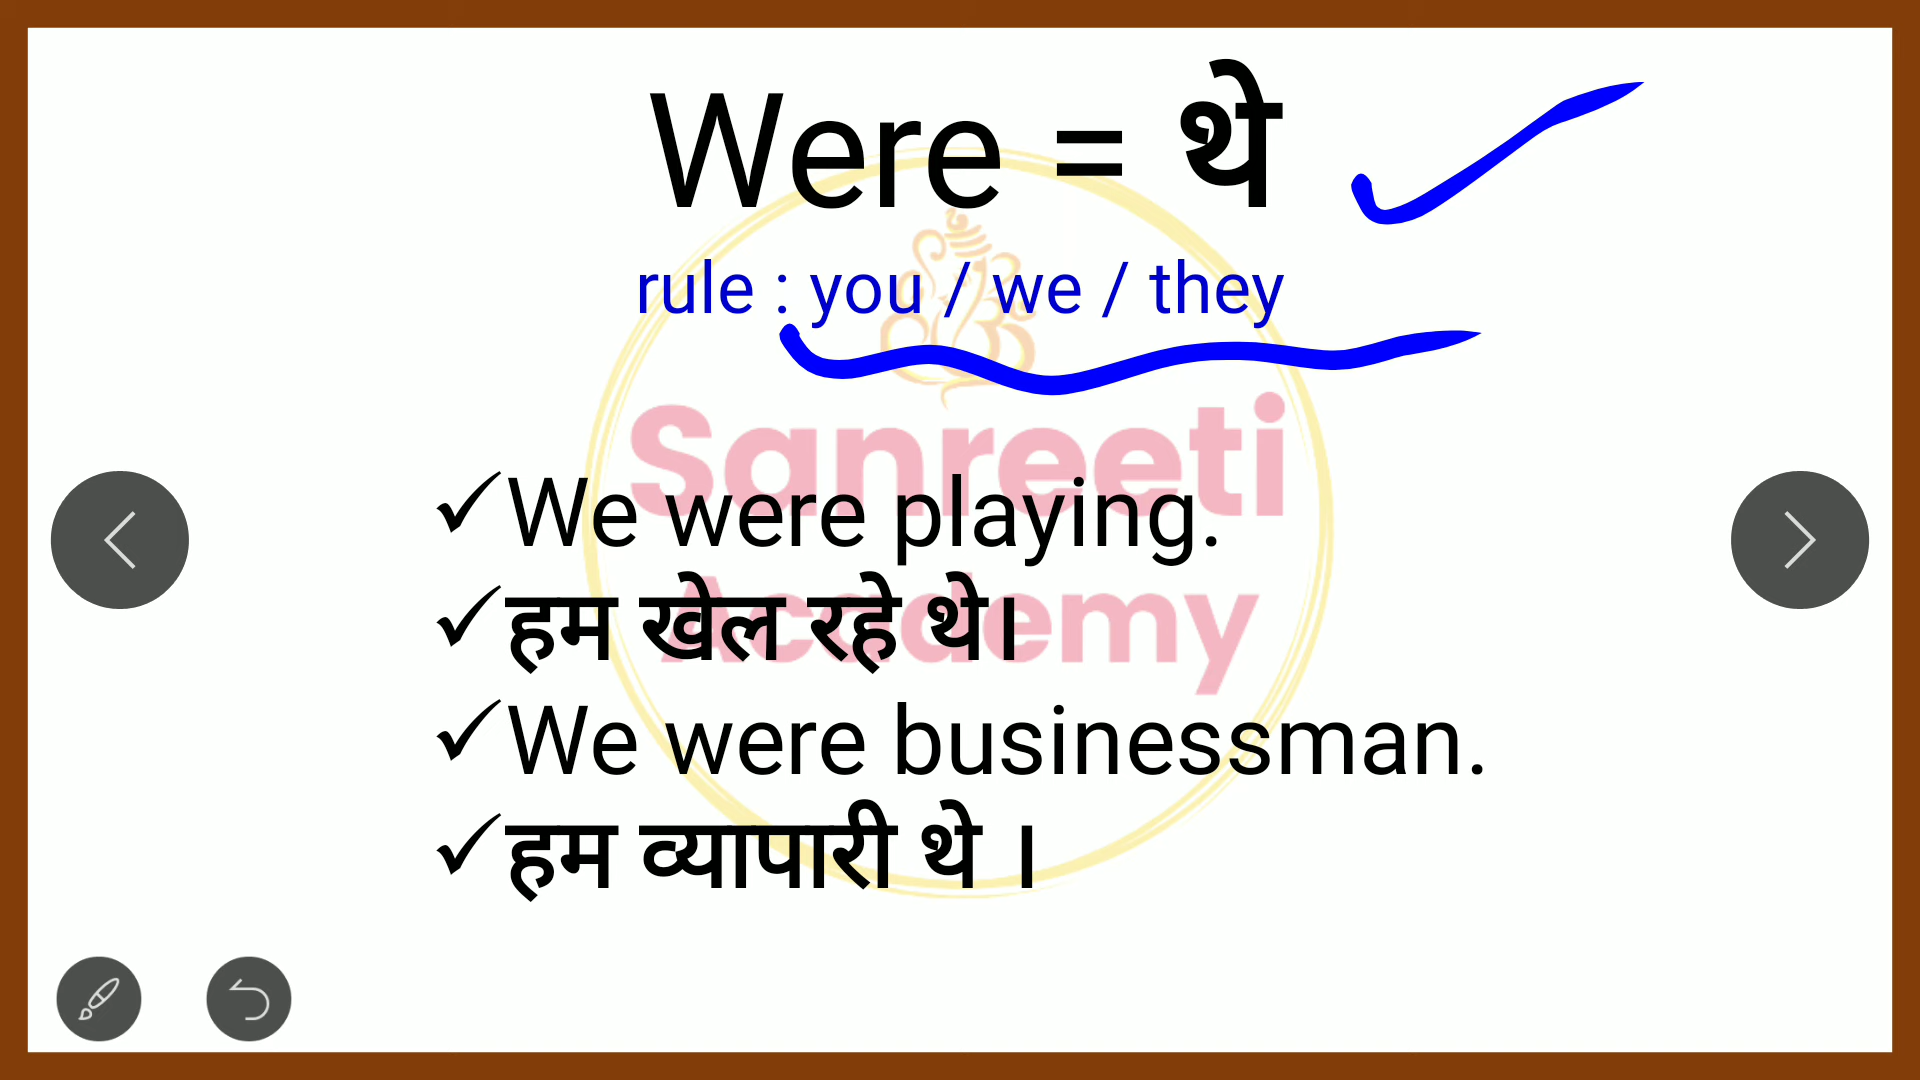 Were = थे
rule : you / we / they
Sanreeti
Academy
✓We were playing.
✓हम खेल रहे थे।
✓We were businessman.
✓हम व्यापारी थे ।